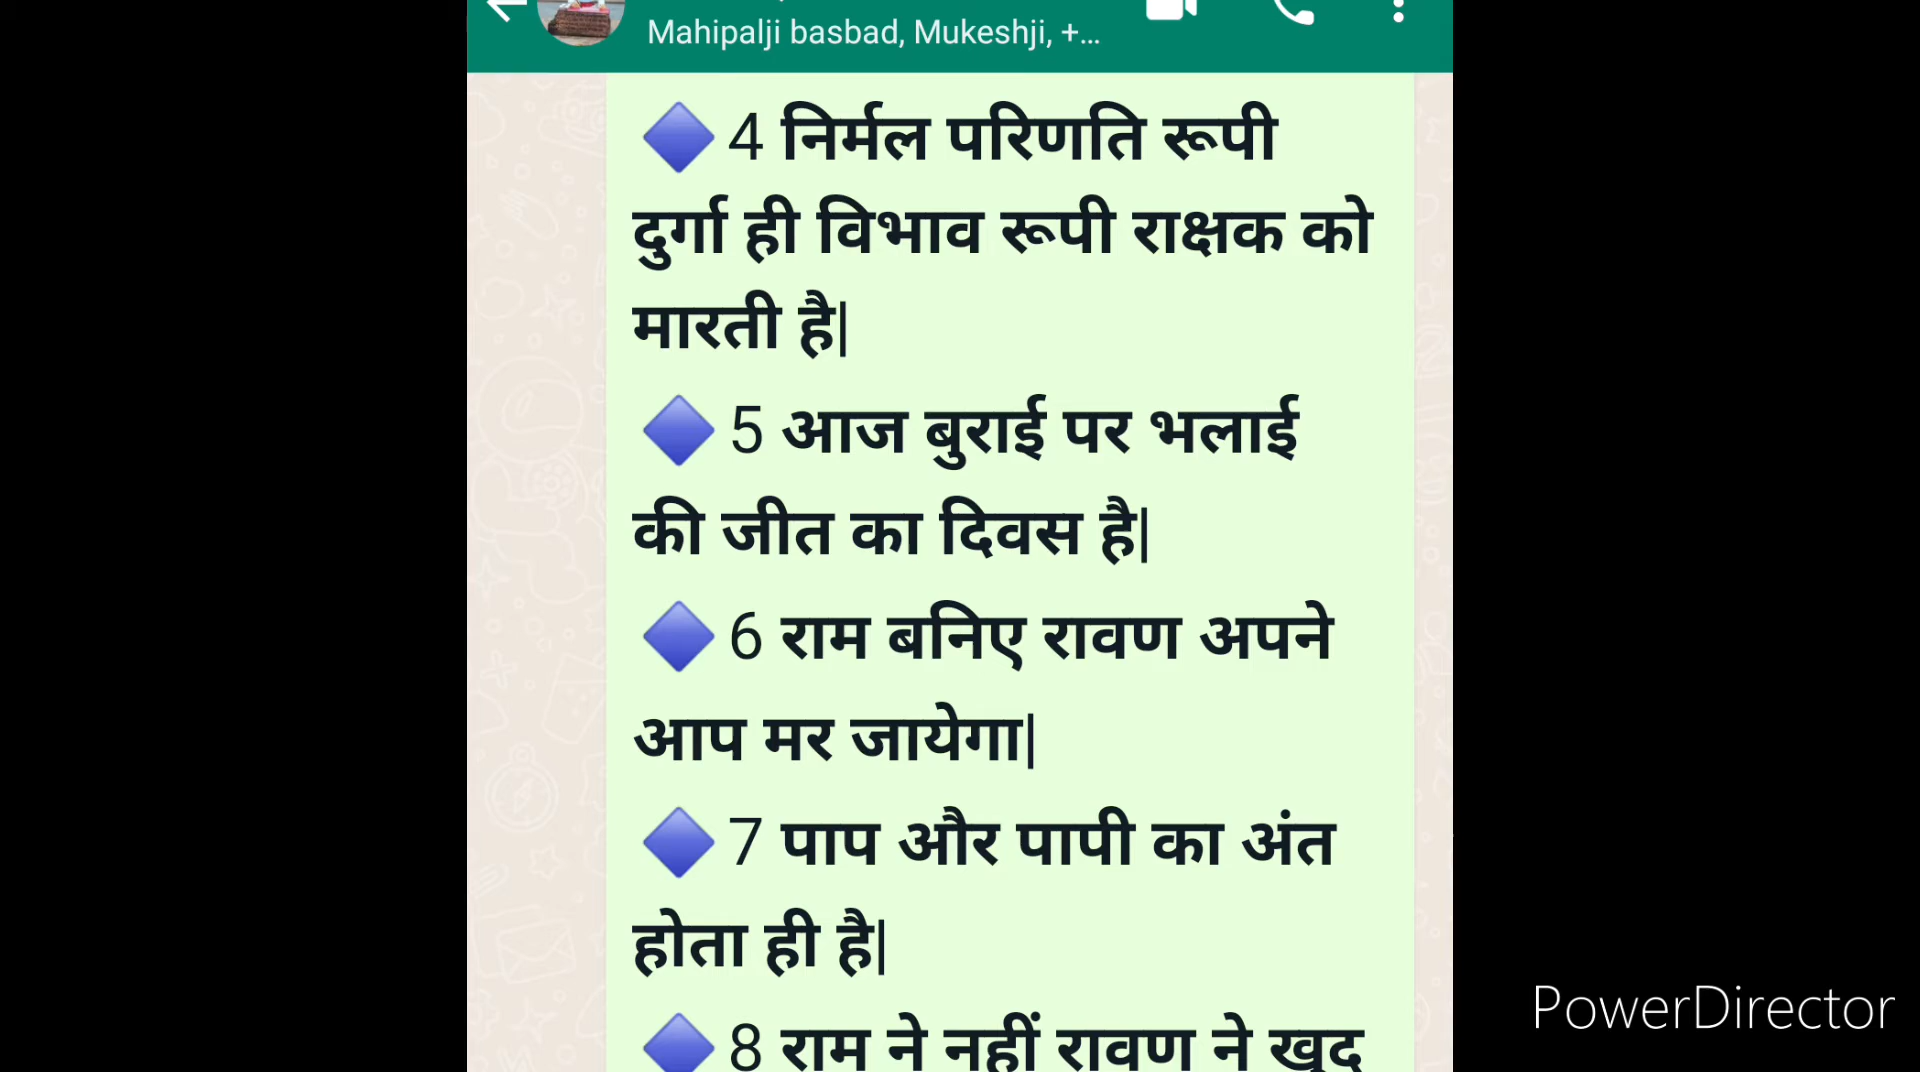 Mahipalji basbad, Mukeshji, +...
🔷 4 निर्मल परिणति रूपी
दुर्गा ही विभाव रूपी राक्षक को
मारती है|
🔷 5 आज बुराई पर भलाई
की जीत का दिवस है|
🔷 6 राम बनिए रावण अपने
आप मर जायेगा|
🔷 7 पाप और पापी का अंत
होता ही है|
🔷 8 राम ने नहीं रावण ने खुद
PowerDirector